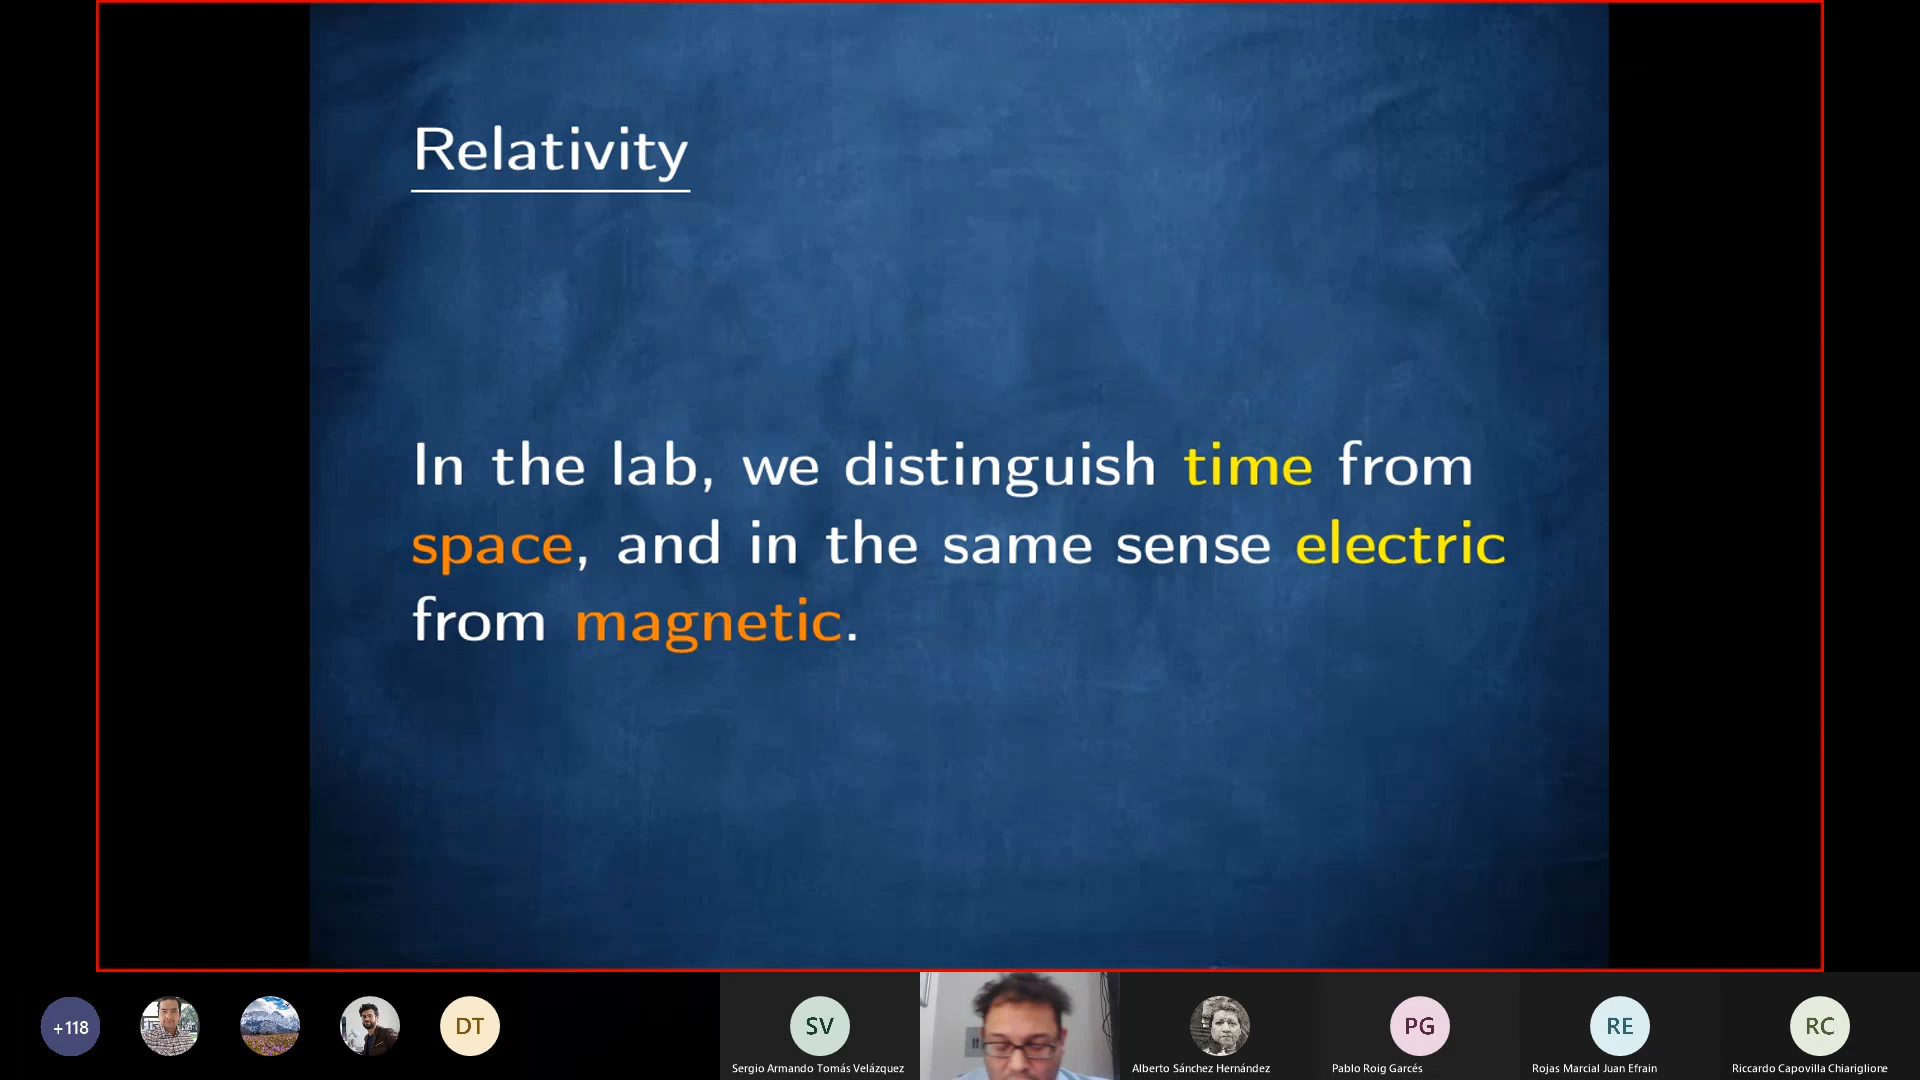 Relativity
In the lab, we distinguish time from
space, and in the same sense electric
from magnetic.
+118
DT
SV
PG
RE
RC
Sergio Armando Tomás Velázquez
Alberto Sánchez Hernández
Pablo Roig Garcés
Rojas Marcial Juan Efrain
Riccardo Capovilla Chiariglione